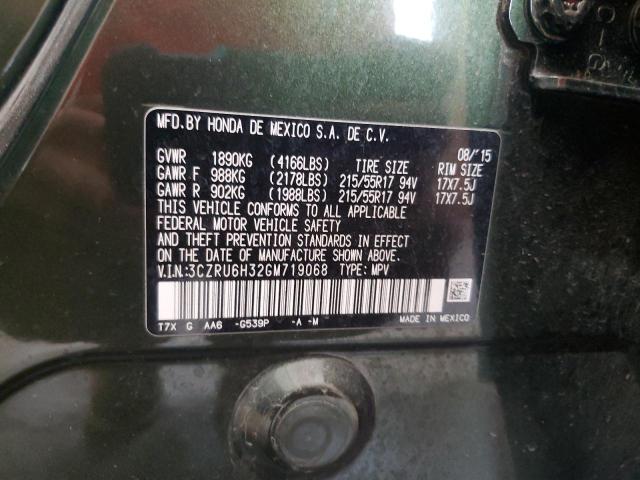 MFD.BY HONDA DE MEXICO S.A. DE C.V.
08/'15
GVWR 1890KG (4166LBS) TIRE SIZE RIM SIZE
GAWR F 988KG (2178LBS) 215/55R17 94V 17X7.5J
GAWR R 902KG (1988LBS) 215/55R17 94V 17X7.5J
THIS VEHICLE CONFORMS TO ALL APPLICABLE
FEDERAL MOTOR VEHICLE SAFETY
AND THEFT PREVENTION STANDARDS IN EFFECT
ON THE DATE OF MANUFACTURE SHOWN ABOVE.
V.I.N.:3CZRU6H32GM719068 TYPE: MPV
T7X G AA6 -G539P -A -M MADE IN MEXICO